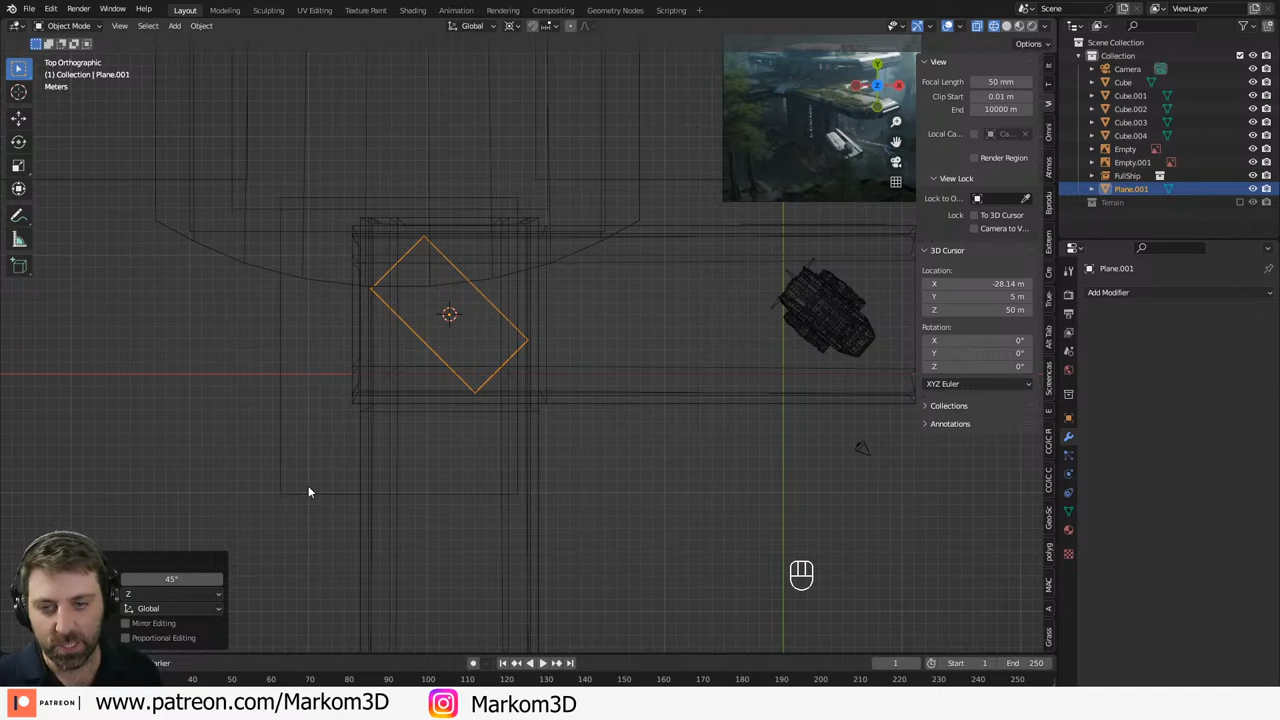 File Edit Render Window Help Layout Modeling Sculpting UV Editing Texture Paint Shading Animation Rendering Compositing Geometry Nodes Scripting Scene ViewLayer
Object Mode View Select Add Object Global
Options
Top Orthographic
(1) Collection | Plane.001
Meters
View
Focal Length 50 mm
Clip Start 0.01 m
End 10000 m
Local Ca...
Render Region
View Lock
Lock to O...
Lock To 3D Cursor
Camera to V...
3D Cursor
Location:
X -28.14 m
Y 5 m
Z 50 m
Rotation:
X 0°
Y 0°
Z 0°
XYZ Euler
Collections
Annotations
Y
X
Z
Scene Collection
Collection
Camera
Cube
Cube.001
Cube.002
Cube.003
Cube.004
Empty
Empty.001
FullShip
Plane.001
Terrain
Plane.001
Add Modifier
45°
Z
Global
Mirror Editing
Proportional Editing
1 Start 1 End 250
40 50 60 70 80 90 100 110 120 130 140 150 160 170 180 190 200 210 220 230 240 250
www.patreon.com/Markom3D Markom3D